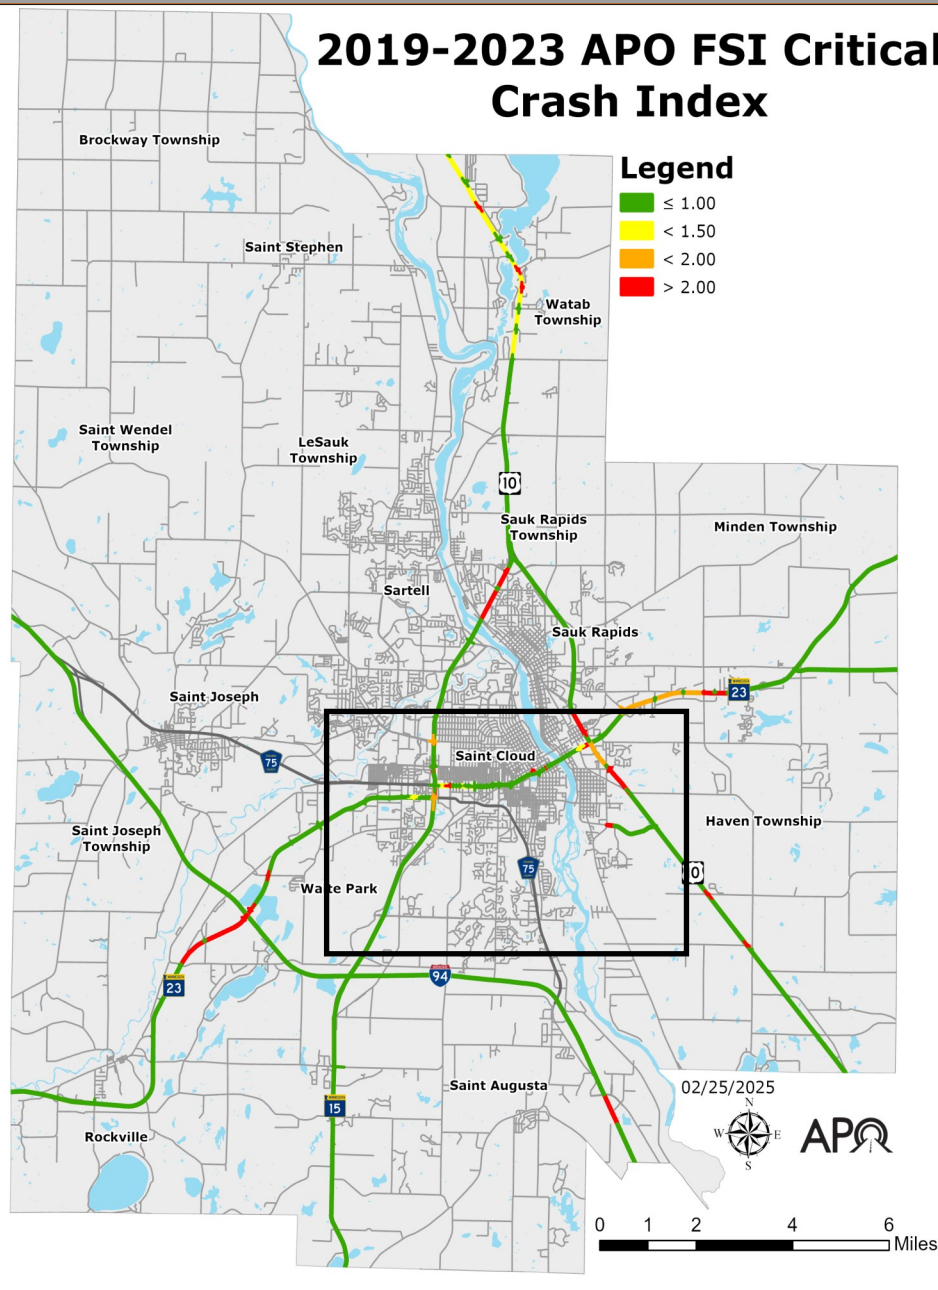 2019-2023 APO FSI Critical
Crash Index
Legend
≤ 1.00
< 1.50
< 2.00
> 2.00
Brockway Township
Saint Stephen
Watab
Township
Saint Wendel
Township
LeSauk
Township
10
Sauk Rapids
Township
Minden Township
Sartell
Sauk Rapids
Saint Joseph
23
Saint Cloud
75
Saint Joseph
Township
Haven Township
75
0
Waite Park
94
23
Saint Augusta
15
Rockville
02/25/2025
N
W
E
S
APO
0 1 2 4 6
Miles